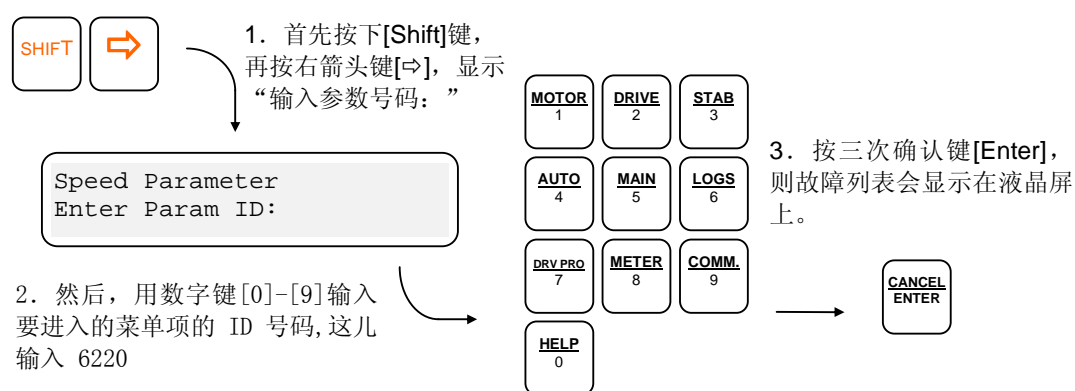 SHIFT
⇨
1．首先按下[Shift]键，
再按右箭头键[⇨]，显示
“输入参数号码：”
Speed Parameter
Enter Param ID:
2．然后，用数字键[0]-[9]输入
要进入的菜单项的 ID 号码,这儿
输入 6220
MOTOR
1
DRIVE
2
STAB
3
AUTO
4
MAIN
5
LOGS
6
DRV PRO
7
METER
8
COMM.
9
HELP
0
3．按三次确认键[Enter]，
则故障列表会显示在液晶屏
上。
CANCEL
ENTER